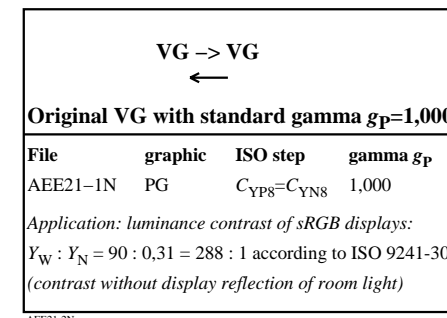 VG –> VG
Original VG with standard gamma gP=1,000
File graphic ISO step gamma gP
AEE21–1N PG CYP8=CYN8 1,000
Application: luminance contrast of sRGB displays:
YW : YN = 90 : 0,31 = 288 : 1 according to ISO 9241-30
(contrast without display reflection of room light)